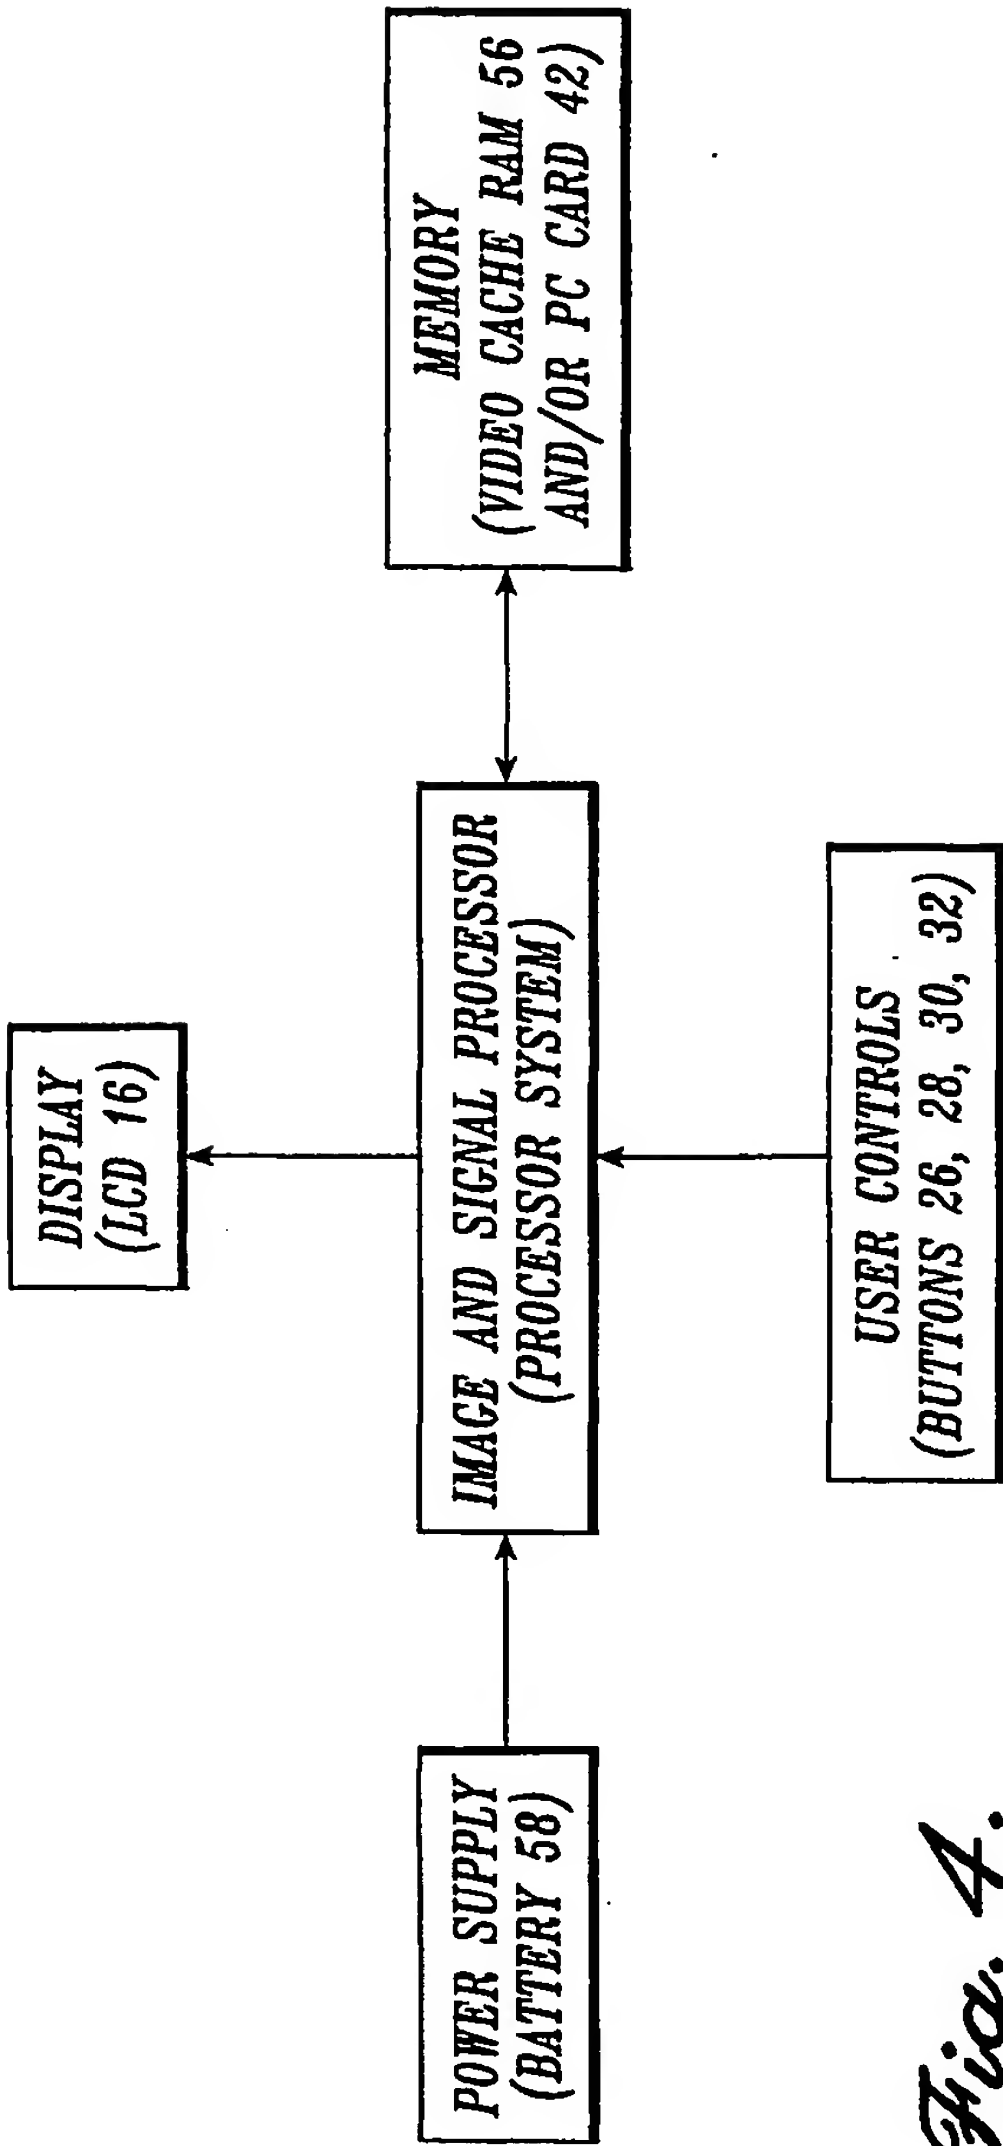 DISPLAY
(LCD 16)
POWER SUPPLY
(BATTERY 58)
IMAGE AND SIGNAL PROCESSOR
(PROCESSOR SYSTEM)
MEMORY
(VIDEO CACHE RAM 56
AND/OR PC CARD 42)
USER CONTROLS
(BUTTONS 26, 28, 30, 32)
Fig. 4.